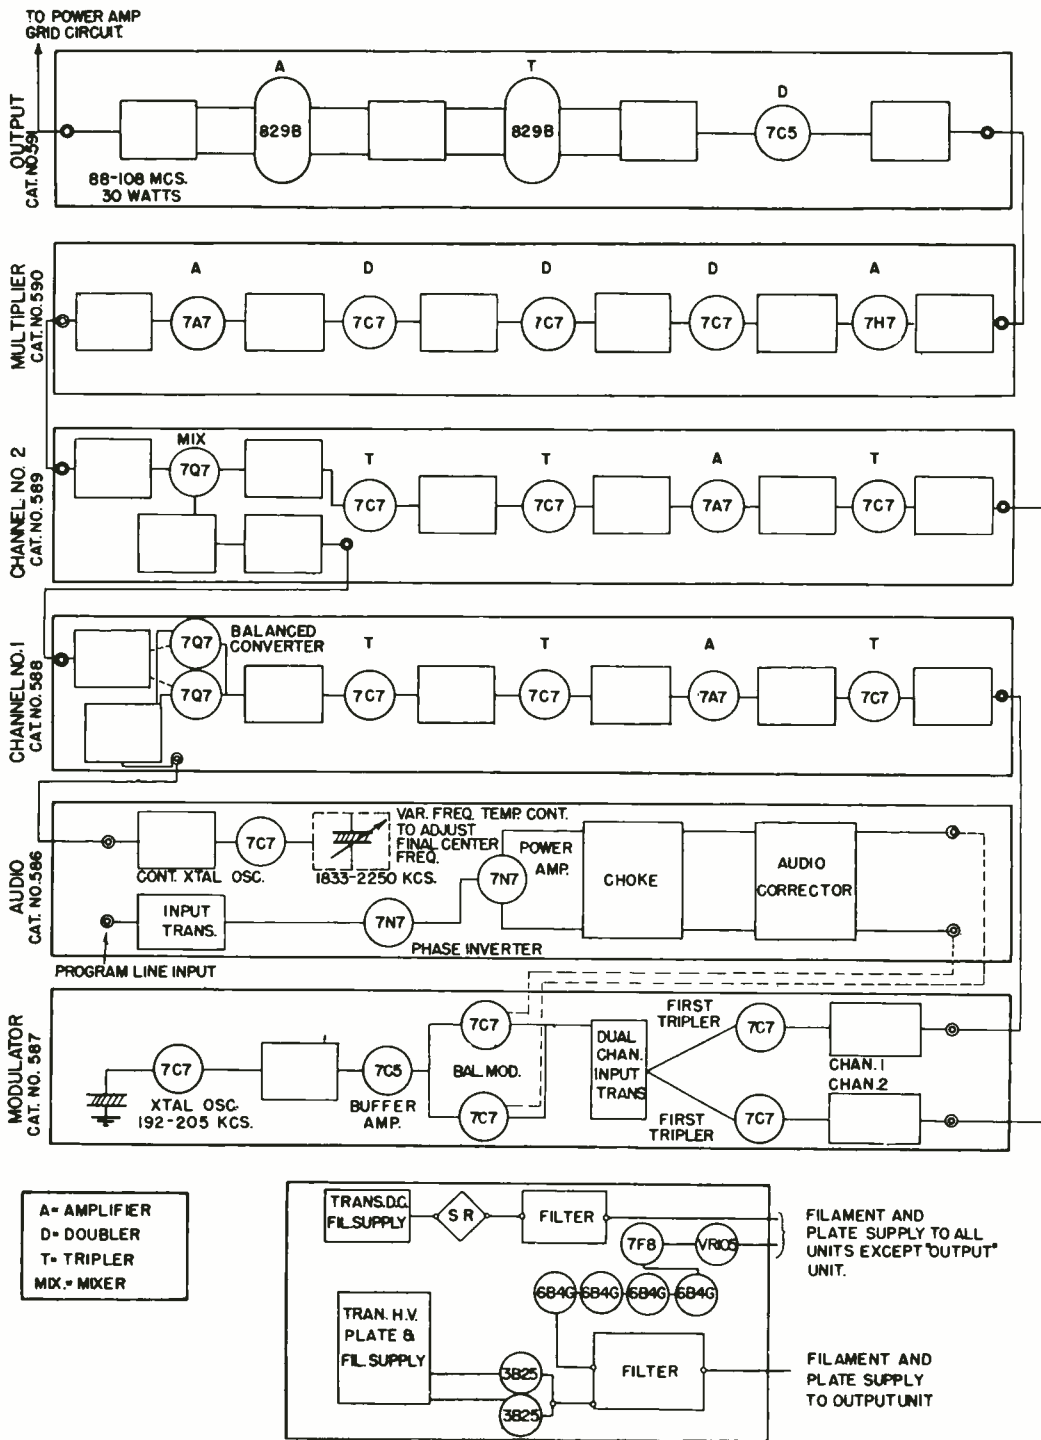 TO POWER AMP
GRID CIRCUIT.
OUTPUT
CAT. NO. 591
A
T
D
829B
829B
7C5
88-108 MCS.
30 WATTS
MULTIPLIER
CAT. NO. 590
A
D
D
D
A
7A7
7C7
7C7
7C7
7H7
CHANNEL NO. 2
CAT. NO. 589
MIX
T
T
A
T
7Q7
7C7
7C7
7A7
7C7
CHANNEL NO. 1
CAT. NO. 588
7Q7
BALANCED
CONVERTER
T
T
A
T
7Q7
7C7
7C7
7A7
7C7
AUDIO
CAT. NO. 586
7C7
CONT. XTAL OSC.
VAR. FREQ. TEMP. CONT.
TO ADJUST
FINAL CENTER
FREQ.
1833-2250 KCS.
POWER
AMP.
7N7
CHOKE
AUDIO
CORRECTOR
INPUT
TRANS.
7N7
PHASE INVERTER
PROGRAM LINE INPUT
MODULATOR
CAT. NO. 587
7C7
XTAL OSC.
192-205 KCS.
7C5
BUFFER
AMP.
7C7
BAL. MOD.
7C7
DUAL
CHAN.
INPUT
TRANS
FIRST
TRIPLER
7C7
FIRST
TRIPLER
7C7
CHAN. 1
CHAN. 2
A= AMPLIFIER
D= DOUBLER
T= TRIPLER
MIX.= MIXER
TRANS. D.C.
FIL. SUPPLY
SR
FILTER
7F8
VR105
FILAMENT AND
PLATE SUPPLY TO ALL
UNITS EXCEPT "OUTPUT"
UNIT.
6B4G
6B4G
6B4G
6B4G
TRAN. H.V.
PLATE &
FIL. SUPPLY
3B25
3B25
FILTER
FILAMENT AND
PLATE SUPPLY
TO OUTPUT UNIT